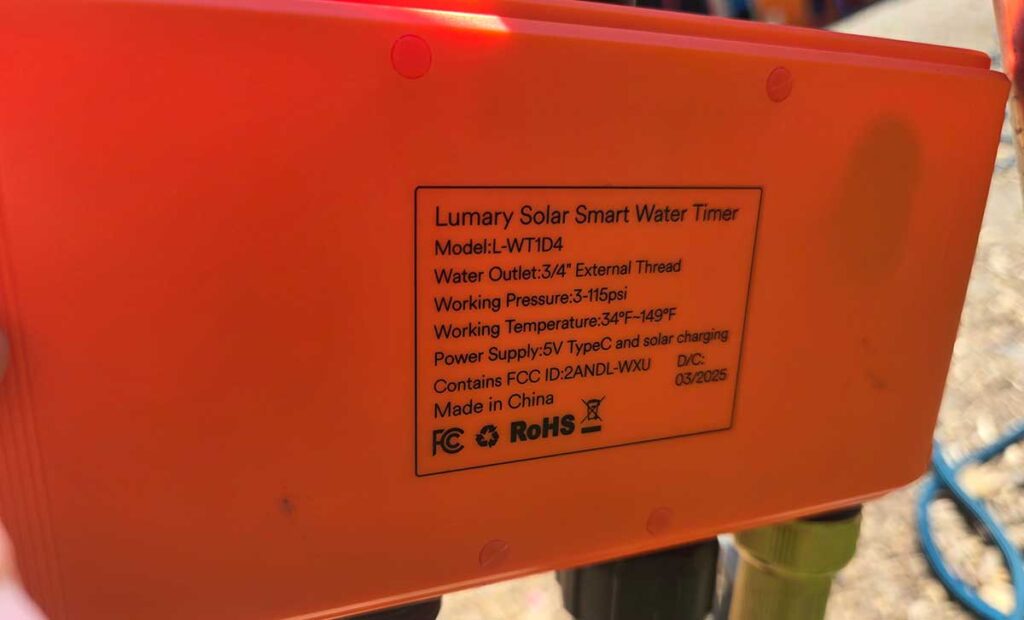 Lumary Solar Smart Water Timer
Model:L-WT1D4
Water Outlet:3/4" External Thread
Working Pressure:3-115psi
Working Temperature:34°F~149°F
Power Supply:5V TypeC and solar charging
Contains FCC ID:2ANDL-WXU
D/C:
03/2025
Made in China
FC RoHS